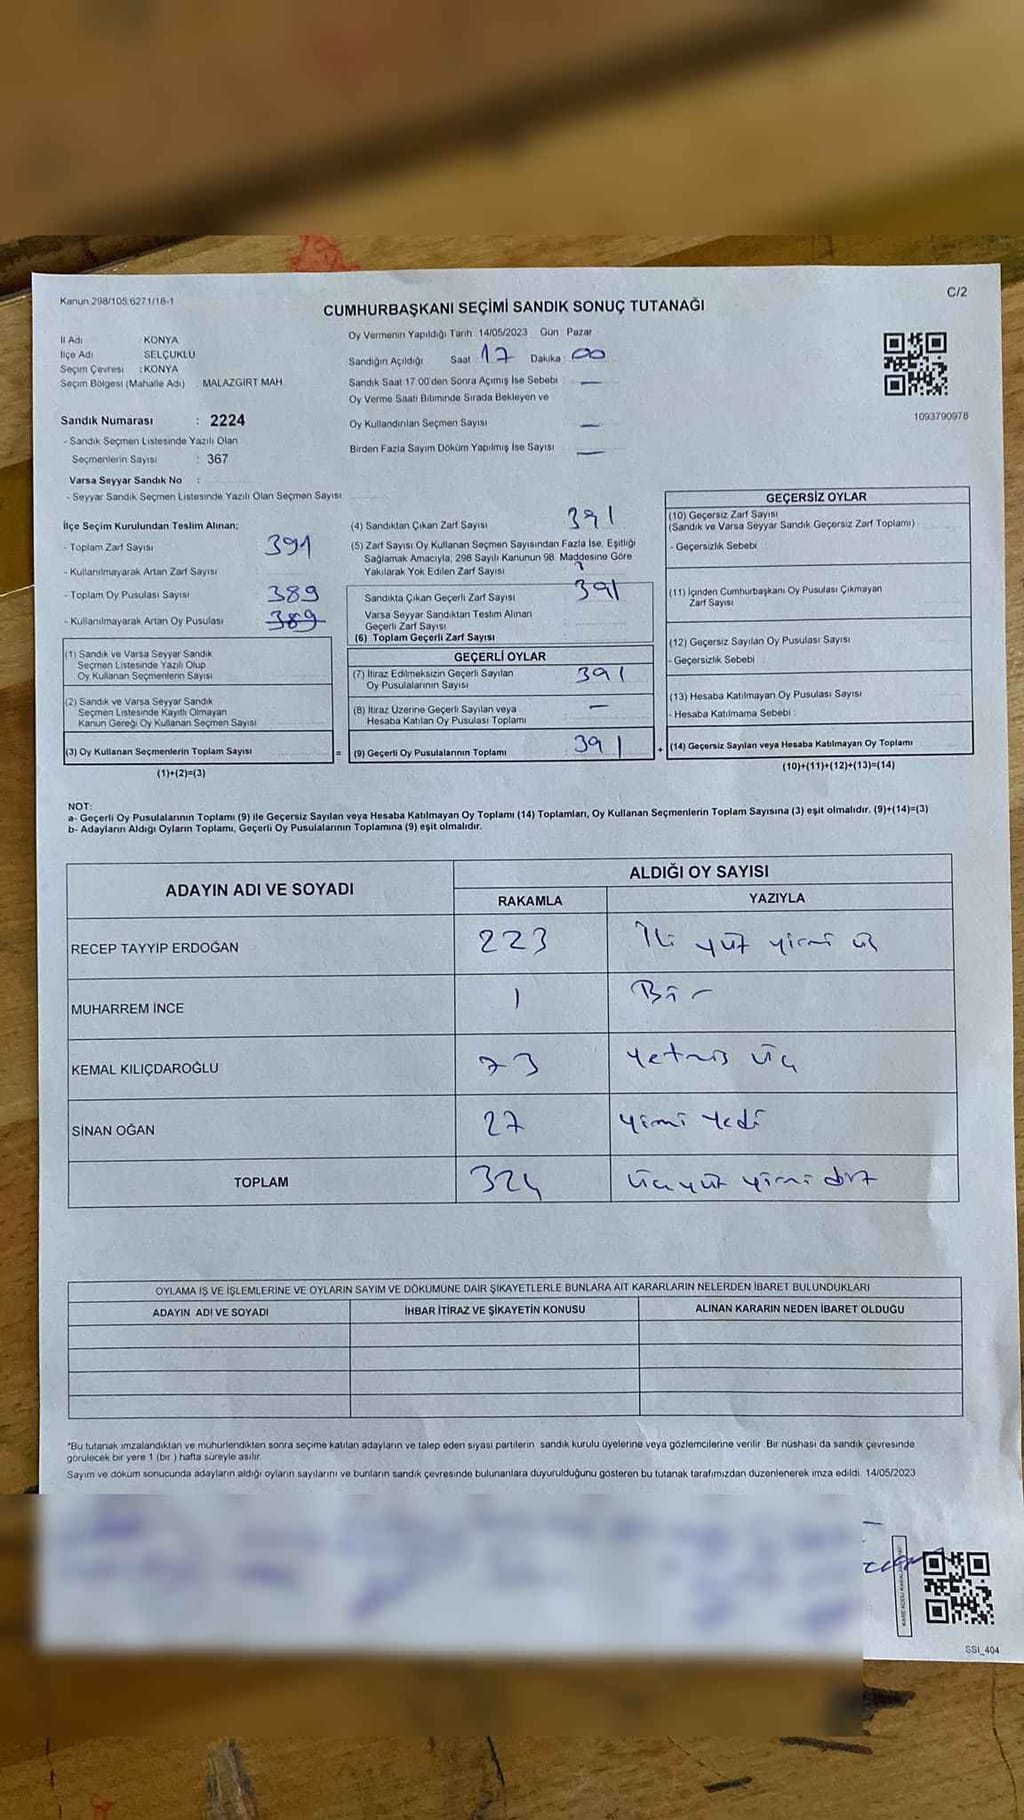 Kanun 298/105 6271/18-1
C/2
CUMHURBAŞKANI SEÇİMİ SANDIK SONUÇ TUTANAĞI
İl Adı KONYA
İlçe Adı SELÇUKLU
Seçim Çevresi : KONYA
Seçim Bölgesi (Mahalle Adı) MALAZGİRT MAH.
Sandık Numarası : 2224
- Sandık Seçmen Listesinde Yazılı Olan
Seçmenlerin Sayısı : 367
Varsa Seyyar Sandık No :
- Seyyar Sandık Seçmen Listesinde Yazılı Olan Seçmen Sayısı
Oy Vermenin Yapıldığı Tarih 14/05/2023 Gün Pazar
Sandığın Açıldığı Saat 17 Dakika 00
Sandık Saat 17:00'den Sonra Açımış İse Sebebi : —
Oy Verme Saati Bitiminde Sırada Bekleyen ve
Oy Kullandırılan Seçmen Sayısı —
Birden Fazla Sayım Döküm Yapılmış İse Sayısı —
1093790978
İlçe Seçim Kurulundan Teslim Alınan;
- Toplam Zarf Sayısı 391
- Kullanılmayarak Artan Zarf Sayısı
- Toplam Oy Pusulası Sayısı 389
- Kullanılmayarak Artan Oy Pusulası 389
(1) Sandık ve Varsa Seyyar Sandık
Seçmen Listesinde Yazılı Olup
Oy Kullanan Seçmenlerin Sayısı
(2) Sandık ve Varsa Seyyar Sandık
Seçmen Listesinde Kayıtlı Olmayan
Kanun Gereği Oy Kullanan Seçmen Sayısı
(3) Oy Kullanan Seçmenlerin Toplam Sayısı
(1)+(2)=(3)
(4) Sandıktan Çıkan Zarf Sayısı 391
(5) Zarf Sayısı Oy Kullanan Seçmen Sayısından Fazla İse, Eşitliği
Sağlamak Amacıyla, 298 Sayılı Kanunun 98. Maddesine Göre
Yakılarak Yok Edilen Zarf Sayısı
Sandıkta Çıkan Geçerli Zarf Sayısı 391
Varsa Seyyar Sandıktan Teslim Alınan
Geçerli Zarf Sayısı
(6) Toplam Geçerli Zarf Sayısı
GEÇERLİ OYLAR
(7) İtiraz Edilmeksizin Geçerli Sayılan 391
Oy Pusulalarının Sayısı
(8) İtiraz Üzerine Geçerli Sayılan veya —
Hesaba Katılan Oy Pusulası Toplamı
= (9) Geçerli Oy Pusulalarının Toplamı 391
GEÇERSİZ OYLAR
(10) Geçersiz Zarf Sayısı
(Sandık ve Varsa Seyyar Sandık Geçersiz Zarf Toplamı)
- Geçersizlik Sebebi
(11) İçinden Cumhurbaşkanı Oy Pusulası Çıkmayan
Zarf Sayısı
(12) Geçersiz Sayılan Oy Pusulası Sayısı
- Geçersizlik Sebebi :
(13) Hesaba Katılmayan Oy Pusulası Sayısı
- Hesaba Katılmama Sebebi :
+ (14) Geçersiz Sayılan veya Hesaba Katılmayan Oy Toplamı
(10)+(11)+(12)+(13)=(14)
NOT:
a- Geçerli Oy Pusulalarının Toplamı (9) ile Geçersiz Sayılan veya Hesaba Katılmayan Oy Toplamı (14) Toplamları, Oy Kullanan Seçmenlerin Toplam Sayısına (3) eşit olmalıdır. (9)+(14)=(3)
b- Adayların Aldığı Oyların Toplamı, Geçerli Oy Pusulalarının Toplamına (9) eşit olmalıdır.
ADAYIN ADI VE SOYADI
ALDIĞI OY SAYISI
RAKAMLA YAZIYLA
RECEP TAYYİP ERDOĞAN 223 İki yüz yirmi üç
MUHARREM İNCE 1 Bir
KEMAL KILIÇDAROĞLU 73 yetmiş üç
SİNAN OĞAN 27 yirmi yedi
TOPLAM 324 üçyüz yirmi dört
OYLAMA İŞ VE İŞLEMLERİNE VE OYLARIN SAYIM VE DÖKÜMÜNE DAİR ŞİKAYETLERLE BUNLARA AİT KARARLARIN NELERDEN İBARET BULUNDUKLARI
ADAYIN ADI VE SOYADI İHBAR İTİRAZ VE ŞİKAYETİN KONUSU ALINAN KARARIN NEDEN İBARET OLDUĞU
*Bu tutanak imzalandıktan ve mühürlendikten sonra seçime katılan adayların ve talep eden siyasi partilerin sandık kurulu üyelerine veya gözlemcilerine verilir. Bir nüshası da sandık çevresinde
görülecek bir yere 1 (bir ) hafta süreyle asılır.
Sayım ve döküm sonucunda adayların aldığı oyların sayılarını ve bunların sandık çevresinde bulunanlara duyurulduğunu gösteren bu tutanak tarafımızdan düzenlenerek imza edildi. 14/05/2023
SSI_404